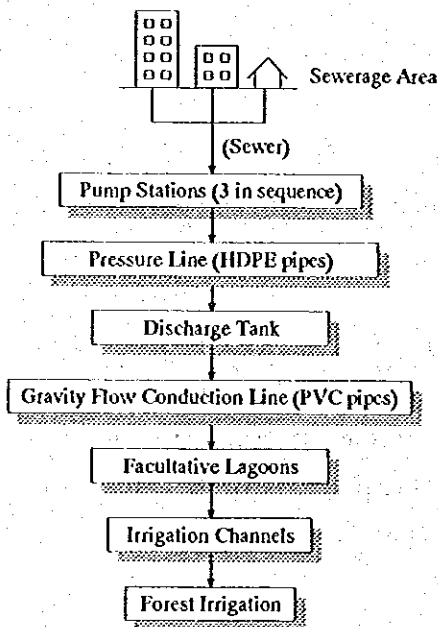 Sewerage Area
(Sewer)
Pump Stations (3 in sequence)
Pressure Line (HDPE pipes)
Discharge Tank
Gravity Flow Conduction Line (PVC pipes)
Facultative Lagoons
Irrigation Channels
Forest Irrigation